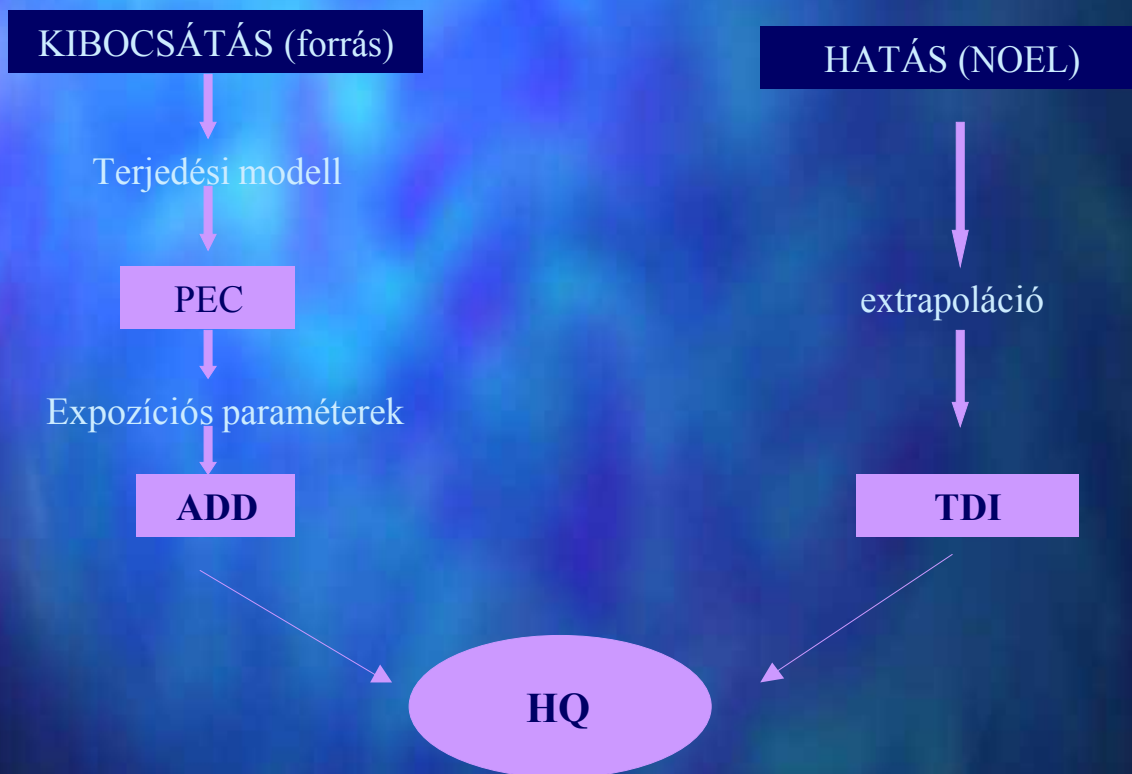 KIBOCSÁTÁS (forrás)
Terjedési modell
PEC
Expozíciós paraméterek
ADD
HATÁS (NOEL)
extrapoláció
TDI
HQ